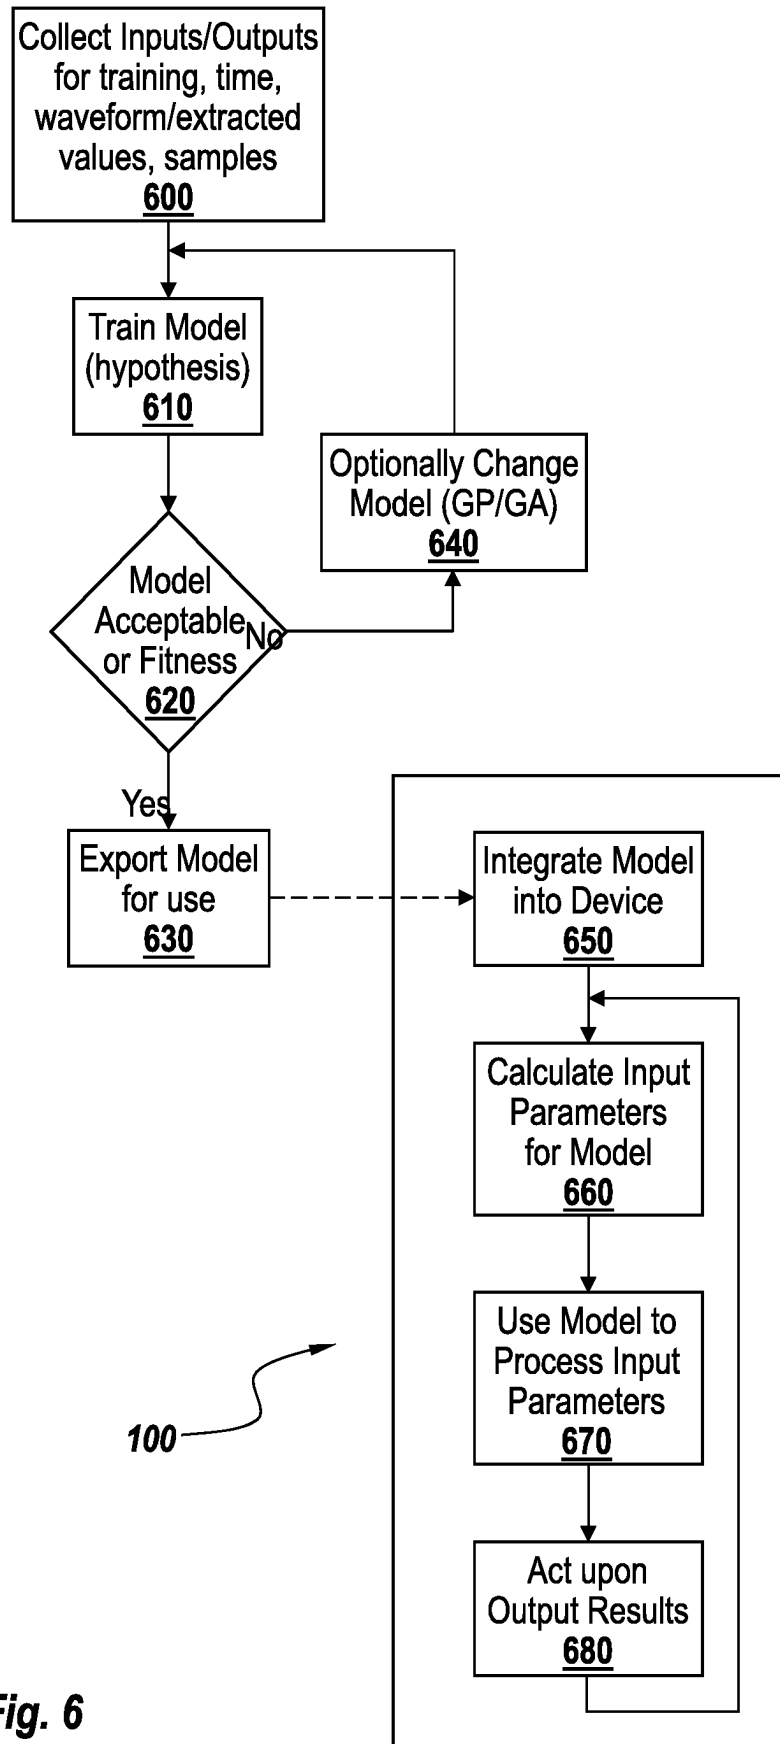 Collect Inputs/Outputs
for training, time,
waveform/extracted
values, samples
600
Train Model
(hypothesis)
610
Optionally Change
Model (GP/GA)
640
Model
Acceptable
or Fitness
620
No
Yes
Export Model
for use
630
Integrate Model
into Device
650
Calculate Input
Parameters
for Model
660
Use Model to
Process Input
Parameters
670
100
Act upon
Output Results
680
Fig. 6